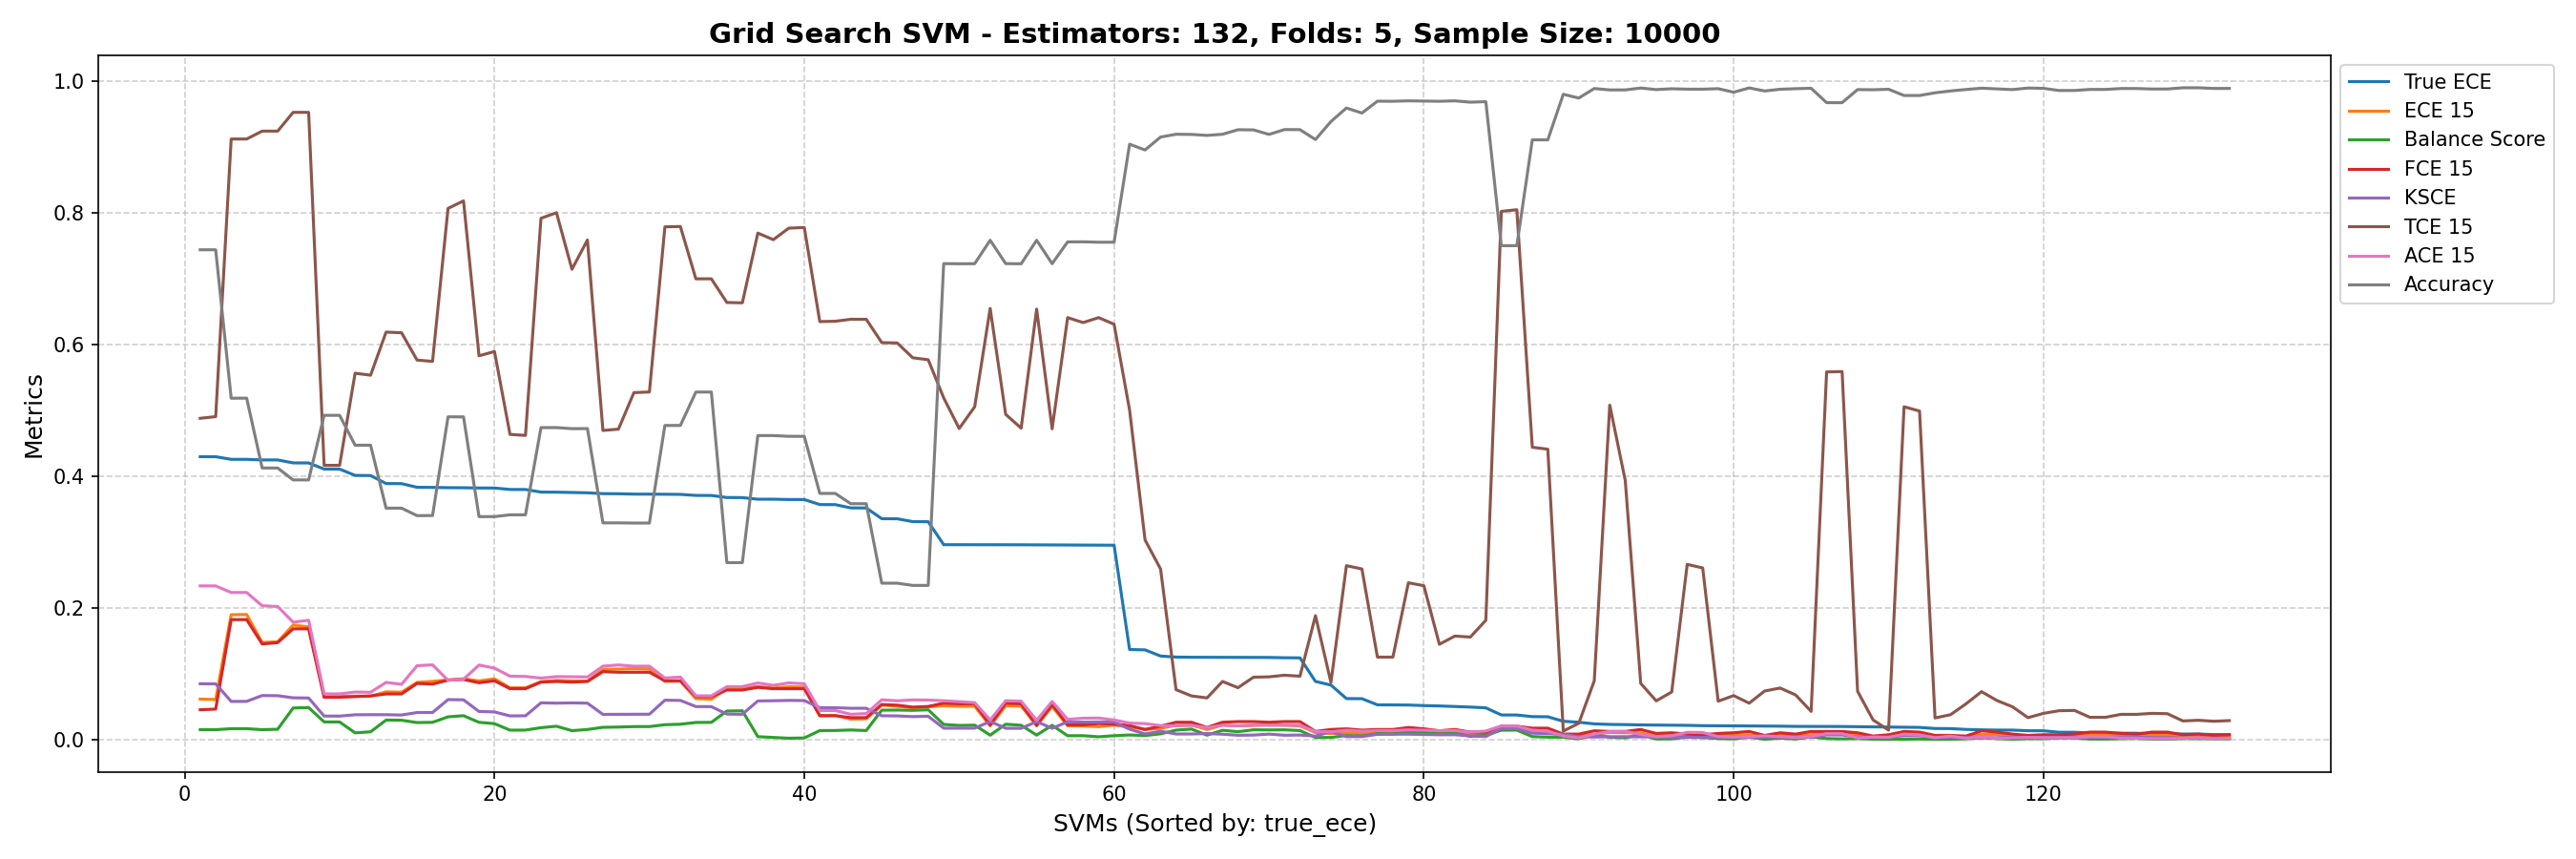 Grid Search SVM - Estimators: 132, Folds: 5, Sample Size: 10000
1.0
0.8
0.6
0.4
0.2
0.0
Metrics
0 20 40 60 80 100 120
SVMs (Sorted by: true_ece)
True ECE
ECE 15
Balance Score
FCE 15
KSCE
TCE 15
ACE 15
Accuracy